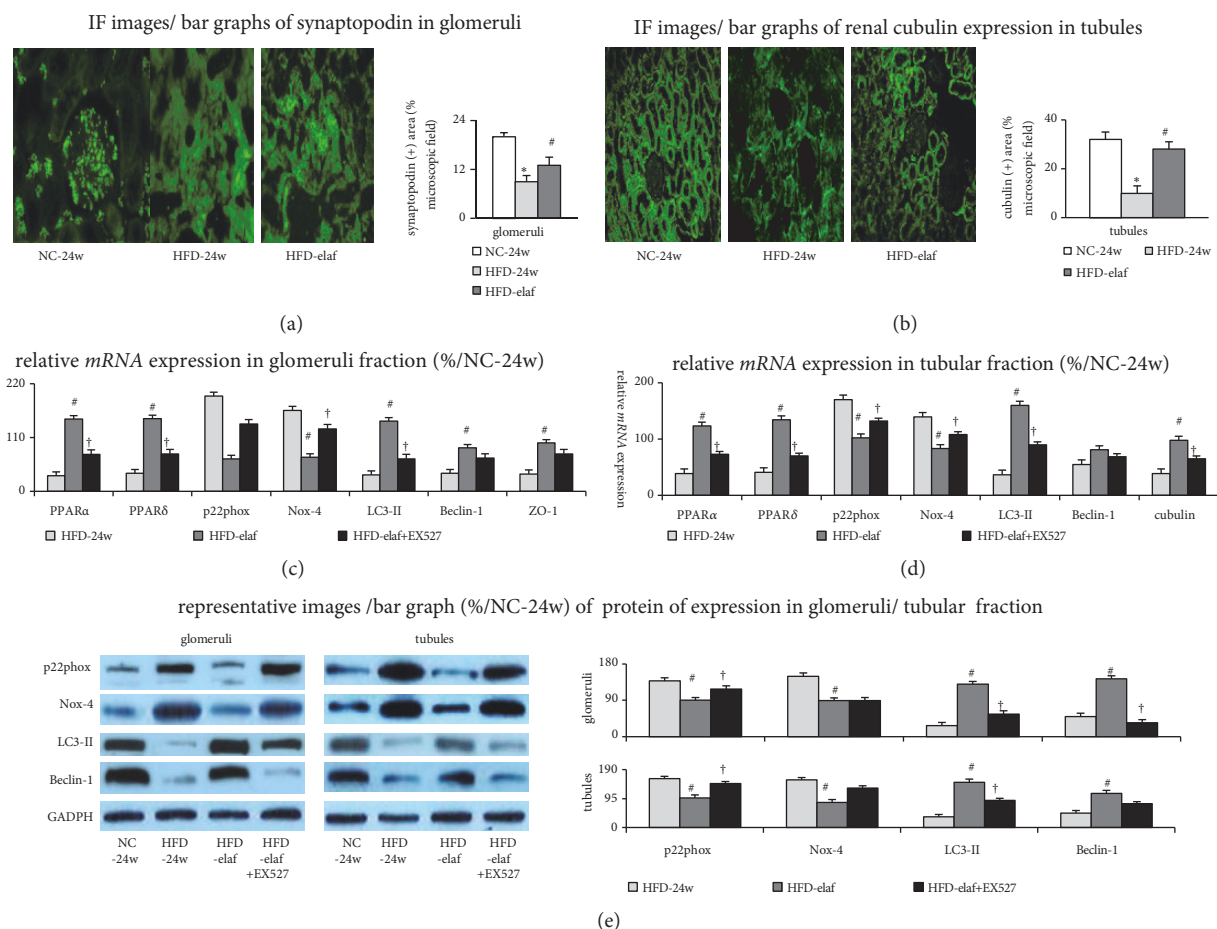 IF images/ bar graphs of synaptopodin in glomeruli
NC-24w HFD-24w HFD-elaf
synaptopodin (+) area (%
microscopic field)
24
12
0
*
#
glomeruli
NC-24w
HFD-24w
HFD-elaf
(a)
IF images/ bar graphs of renal cubulin expression in tubules
NC-24w HFD-24w HFD-elaf
cubulin (+) area (%
microscopic field)
40
20
0
*
#
tubules
NC-24w HFD-24w
HFD-elaf
(b)
relative mRNA expression in glomeruli fraction (%/NC-24w)
220
110
0
# † # † # † # † # #
PPARα PPARδ p22phox Nox-4 LC3-II Beclin-1 ZO-1
HFD-24w HFD-elaf HFD-elaf+EX527
(c)
relative mRNA expression in tubular fraction (%/NC-24w)
relative mRNA
expression
200
100
0
# † # † # † # † # † # †
PPARα PPARδ p22phox Nox-4 LC3-II Beclin-1 cubulin
HFD-24w HFD-elaf HFD-elaf+EX527
(d)
representative images /bar graph (%/NC-24w) of protein of expression in glomeruli/ tubular fraction
glomeruli tubules
p22phox
Nox-4
LC3-II
Beclin-1
GADPH
NC HFD HFD HFD NC HFD HFD HFD
-24w -24w -elaf -elaf -24w -24w -elaf -elaf
+EX527 +EX527
glomeruli
180
90
0
# † # # † # †
tubules
190
95
0
# † # # † #
p22phox Nox-4 LC3-II Beclin-1
HFD-24w HFD-elaf HFD-elaf+EX527
(e)